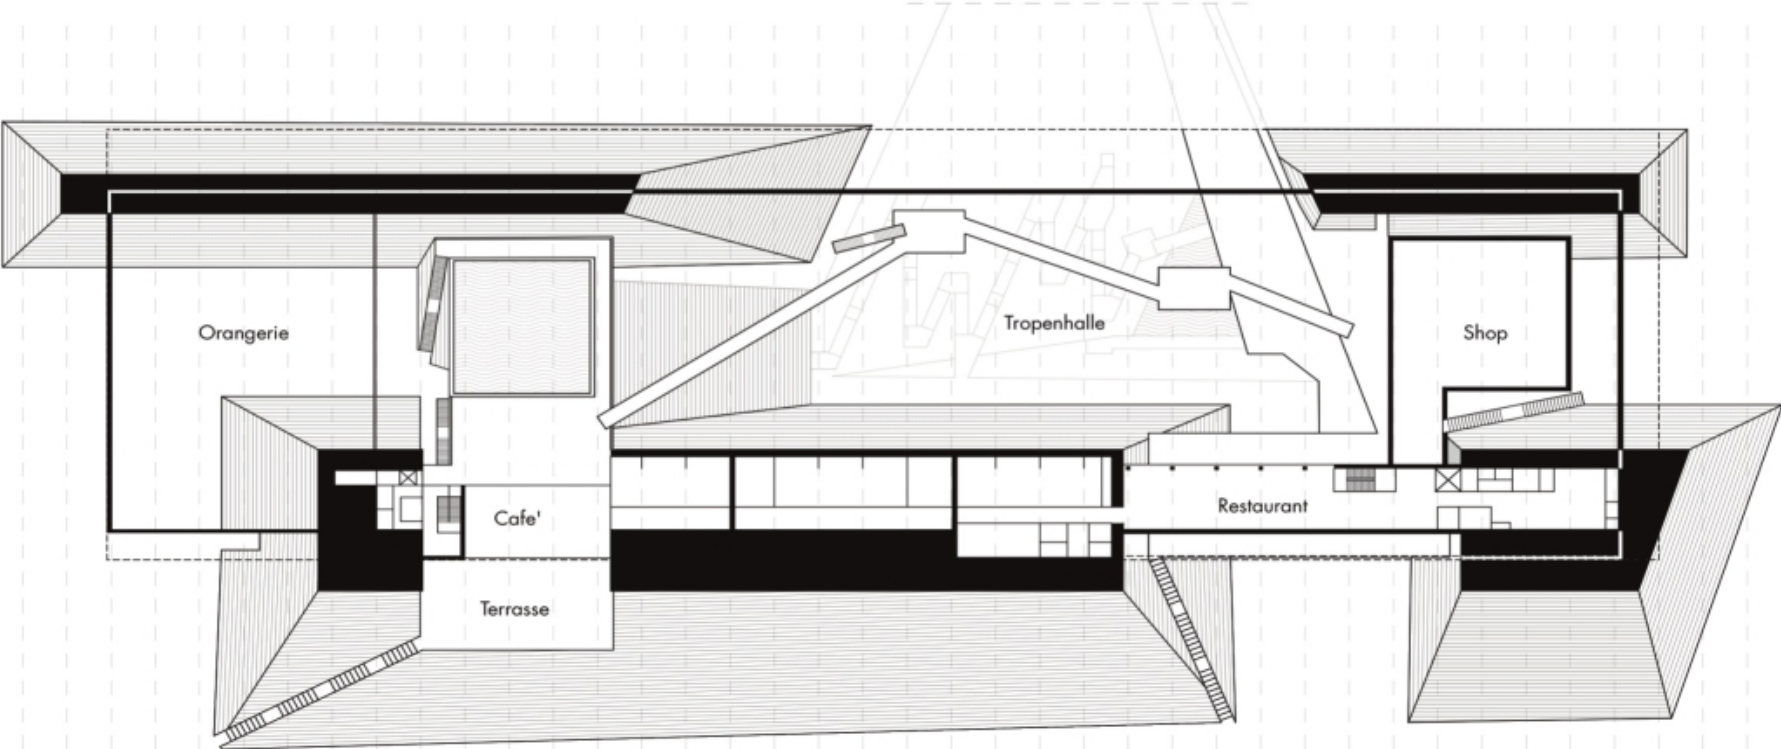 Orangerie
Tropenhalle
Shop
Cafe'
Restaurant
Terrasse